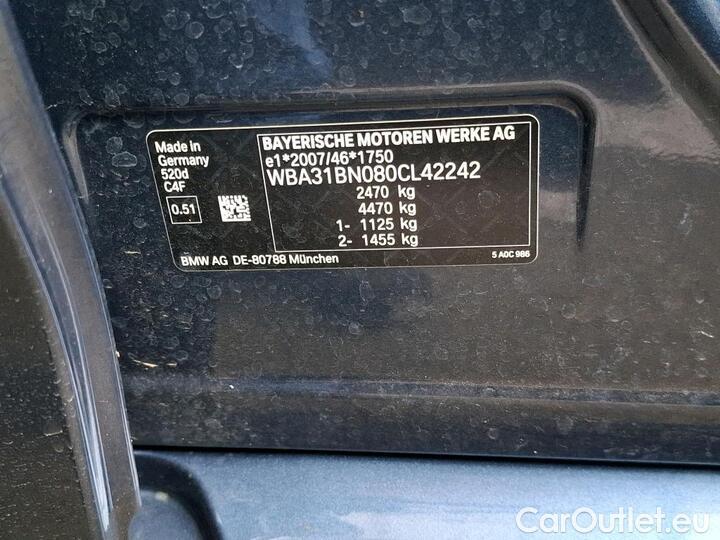 Made in
Germany
520d
C4F
0.51
BAYERISCHE MOTOREN WERKE AG
e1*2007/46*1750
WBA31BN080CL42242
2470 kg
4470 kg
1- 1125 kg
2- 1455 kg
BMW AG DE-80788 München
5 A0C 986
CarOutlet.eu